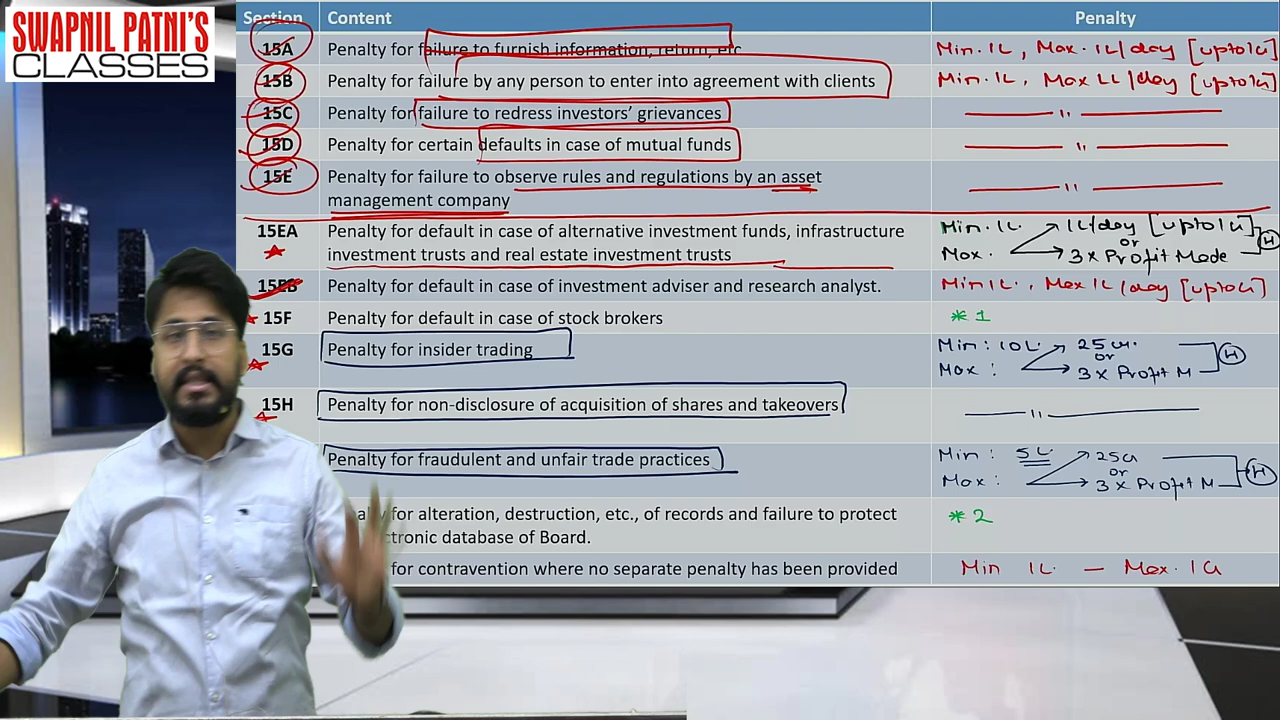 SWAPNIL PATNI'S
CLASSES
Section Content Penalty
15A Penalty for failure to furnish information, return, etc Min. 1L, Max. 1L/day [upto 1cr]
15B Penalty for failure by any person to enter into agreement with clients Min. 1L, Max 1L/day [upto 1cr]
15C Penalty for failure to redress investors' grievances — " —
15D Penalty for certain defaults in case of mutual funds — " —
15E Penalty for failure to observe rules and regulations by an asset — " —
management company
15EA Penalty for default in case of alternative investment funds, infrastructure Min. 1L. 1L/day [upto 1cr]
or
investment trusts and real estate investment trusts Max. 3 x Profit Made H
15EB Penalty for default in case of investment adviser and research analyst. Min 1L., Max 1L/day [upto 1cr]
15F Penalty for default in case of stock brokers * 1
15G Penalty for insider trading Min: 10L 25cr.
or
Max: 3 x Profit M H
15H Penalty for non-disclosure of acquisition of shares and takeovers — " —
Penalty for fraudulent and unfair trade practices Min: 5L 25cr
or
Max: 3 x Profit M H
for alteration, destruction, etc., of records and failure to protect * 2
database of Board.
for contravention where no separate penalty has been provided Min 1L — Max. 1cr